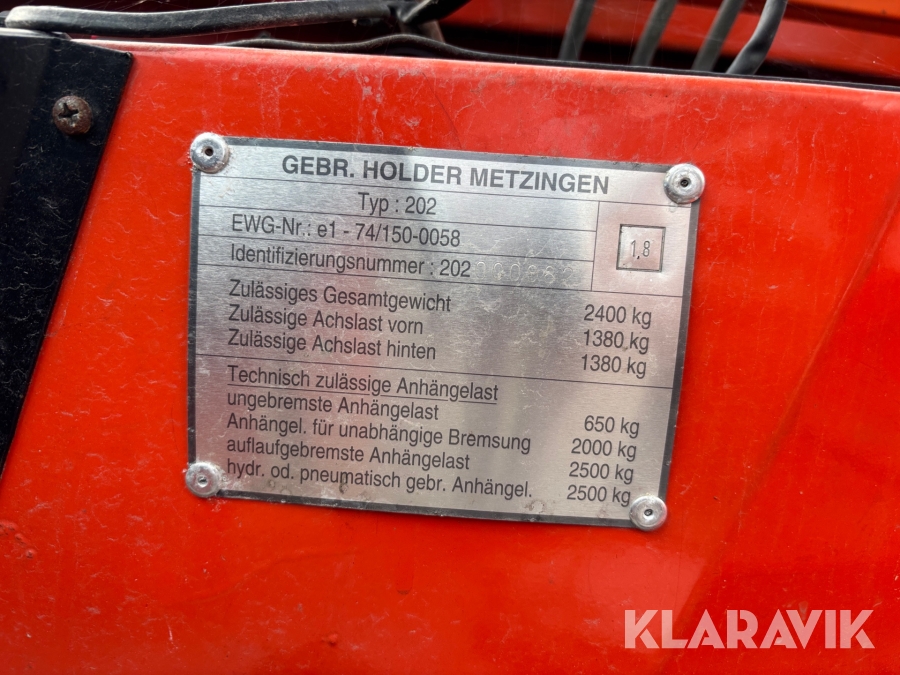 GEBR. HOLDER METZINGEN
Typ : 202
EWG-Nr.: e1 - 74/150-0058
1,8
Identifizierungsnummer : 202
Zulässiges Gesamtgewicht 2400 kg
Zulässige Achslast vorn 1380 kg
Zulässige Achslast hinten 1380 kg
Technisch zulässige Anhängelast
ungebremste Anhängelast 650 kg
Anhängel. für unabhängige Bremsung 2000 kg
auflaufgebremste Anhängelast 2500 kg
hydr. od. pneumatisch gebr. Anhängel. 2500 kg
KLARAVIK